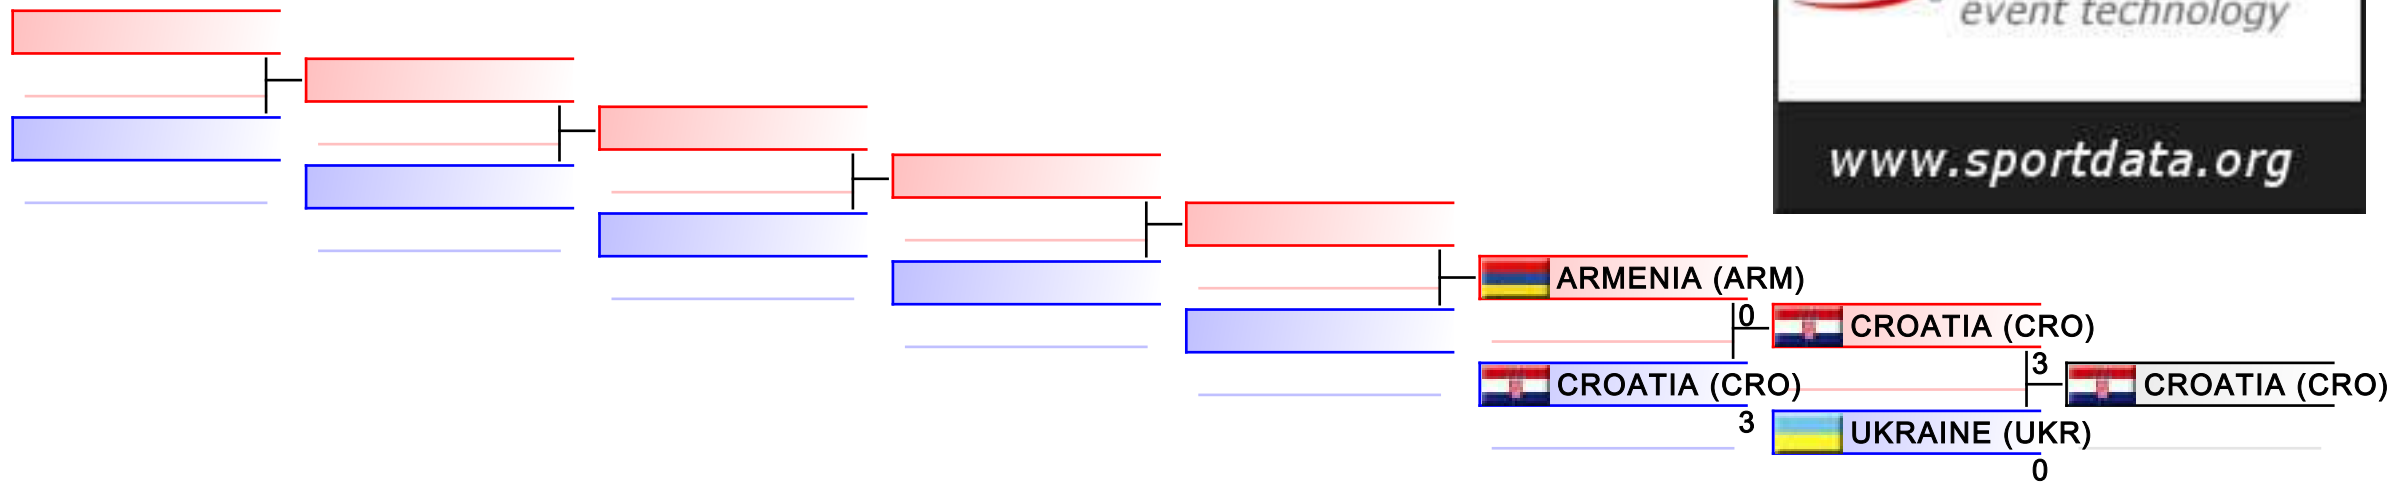 event technology
www.sportdata.org
ARMENIA (ARM)
0
CROATIA (CRO)
3
CROATIA (CRO)
3
CROATIA (CRO)
UKRAINE (UKR)
0